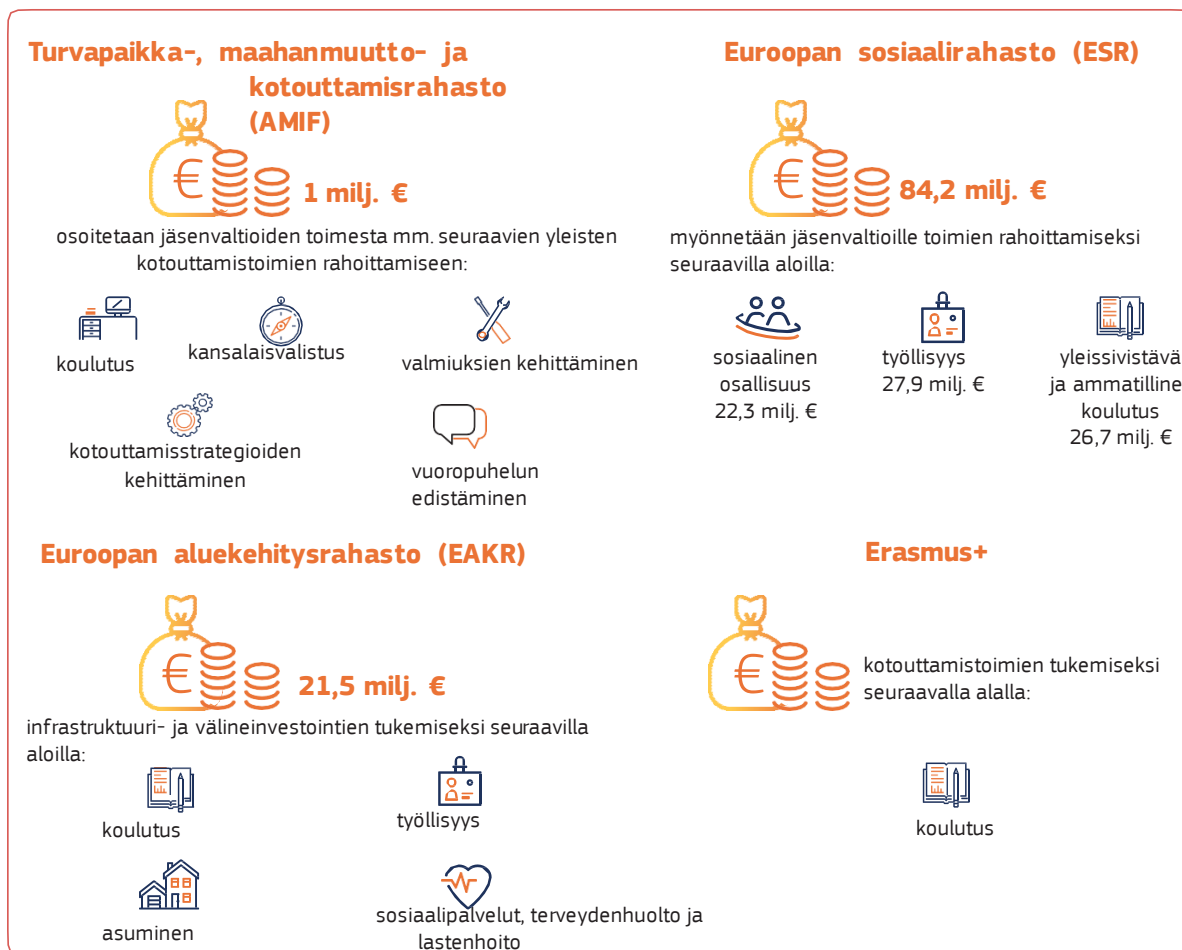 Turvapaikka-, maahanmuutto- ja
kotouttamisrahasto
(AMIF)
€
1 milj. €
osoitetaan jäsenvaltioiden toimesta mm. seuraavien yleisten
kotouttamistoimien rahoittamiseen:
koulutus
kansalaisvalistus
valmiuksien kehittäminen
kotouttamisstrategioiden
kehittäminen
vuoropuhelun
edistäminen
Euroopan sosiaalirahasto (ESR)
€
84,2 milj. €
myönnetään jäsenvaltioille toimien rahoittamiseksi
seuraavilla aloilla:
sosiaalinen
osallisuus
22,3 milj. €
työllisyys
27,9 milj. €
yleissivistävä
ja ammatilline
koulutus
26,7 milj. €
Euroopan aluekehitysrahasto (EAKR)
€
21,5 milj. €
infrastruktuuri- ja välineinvestointien tukemiseksi seuraavilla
aloilla:
koulutus
työllisyys
asuminen
sosiaalipalvelut, terveydenhuolto ja
lastenhoito
Erasmus+
€
kotouttamistoimien tukemiseksi
seuraavalla alalla:
koulutus